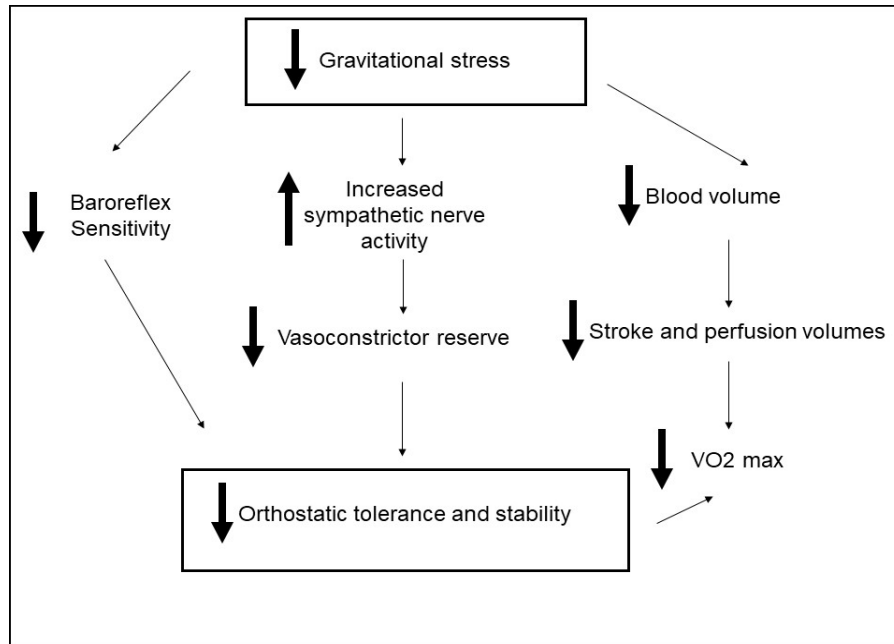 Gravitational stress
Baroreflex
Sensitivity
Increased
sympathetic nerve
activity
Blood volume
Vasoconstrictor reserve
Stroke and perfusion volumes
VO2 max
Orthostatic tolerance and stability